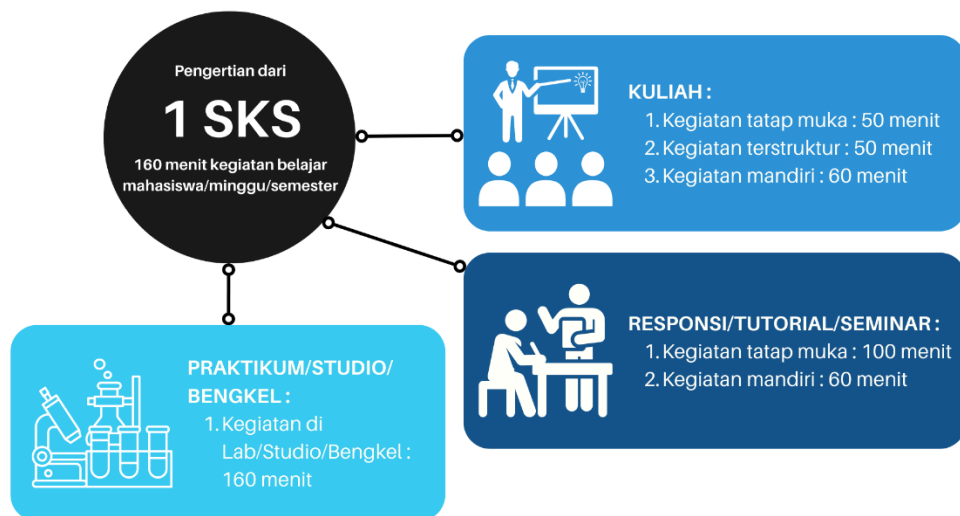 Pengertian dari
1 SKS
160 menit kegiatan belajar
mahasiswa/minggu/semester
KULIAH :
1. Kegiatan tatap muka : 50 menit
2. Kegiatan terstruktur : 50 menit
3. Kegiatan mandiri : 60 menit
RESPONSI/TUTORIAL/SEMINAR :
1. Kegiatan tatap muka : 100 menit
2. Kegiatan mandiri : 60 menit
PRAKTIKUM/STUDIO/
BENGKEL :
1. Kegiatan di
Lab/Studio/Bengkel :
160 menit